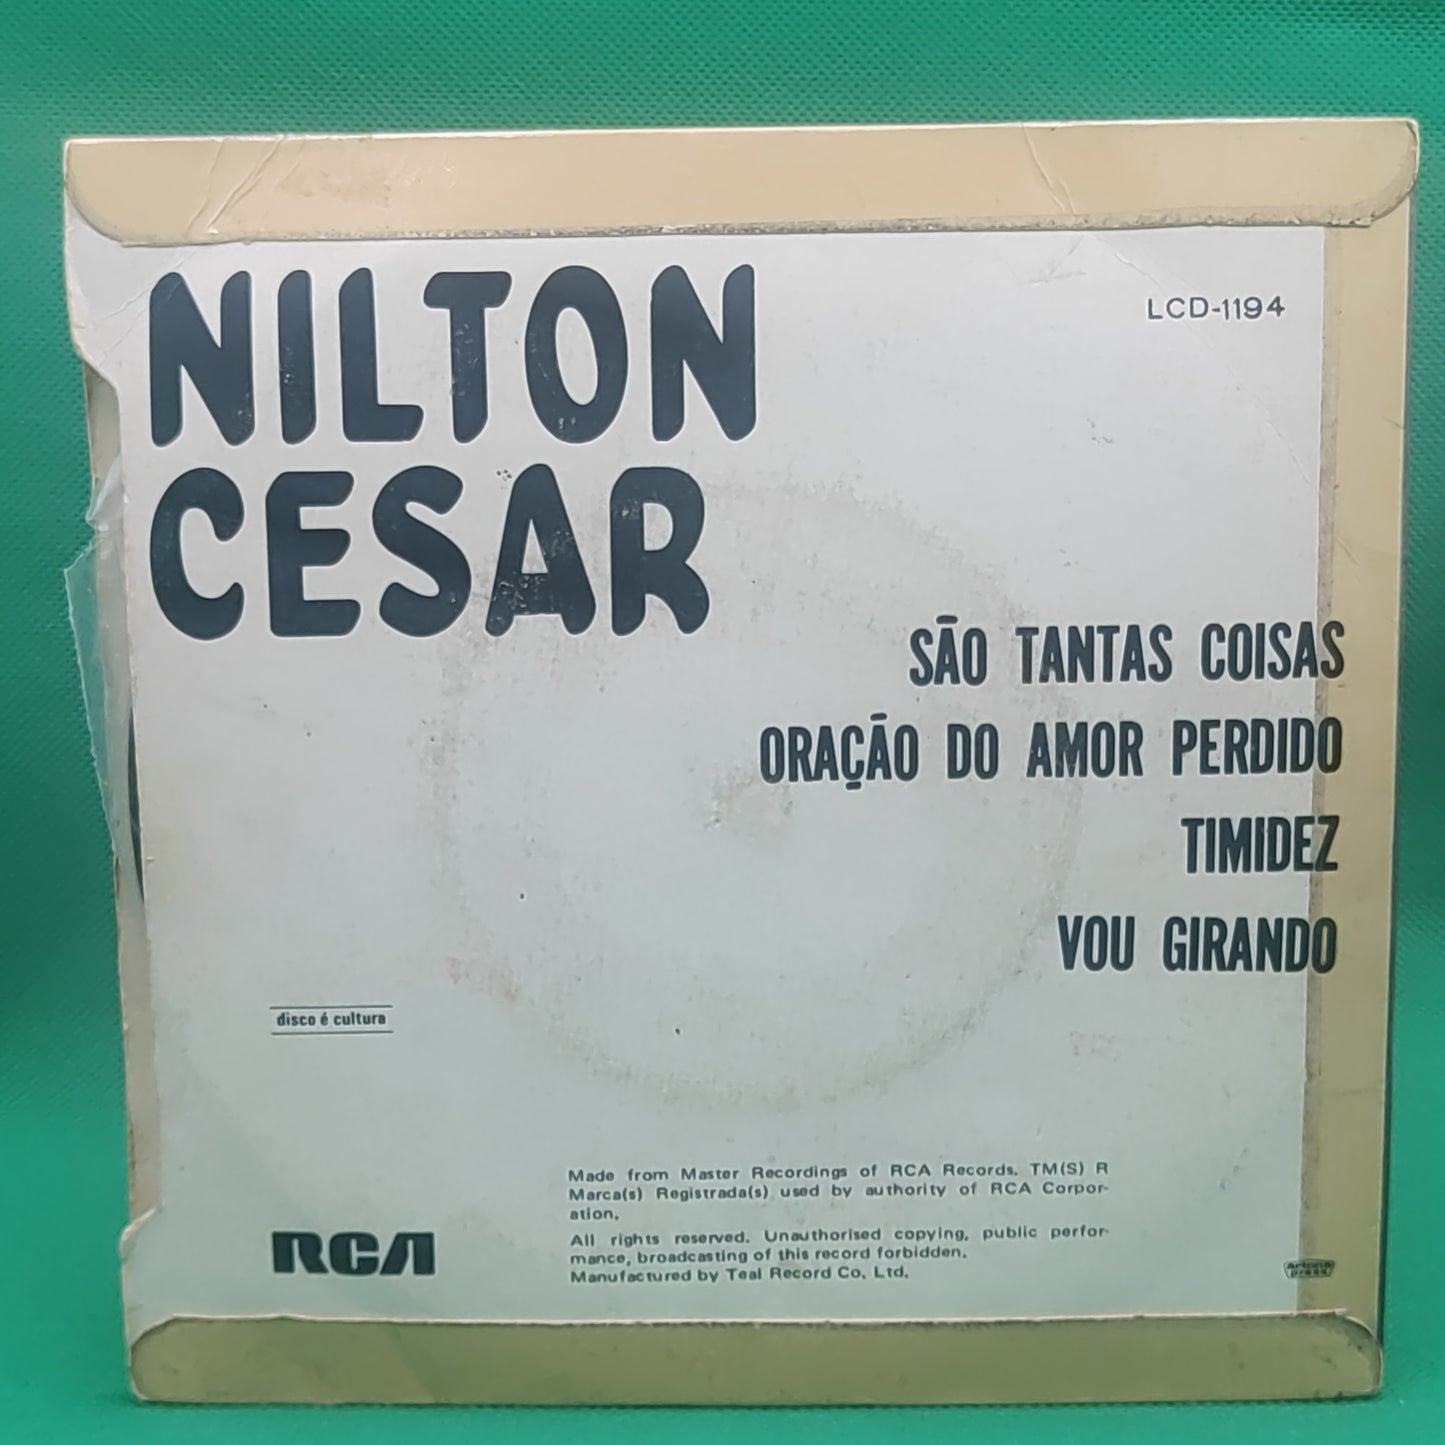 NILTON
CESAR
LCD-1194
SÃO TANTAS COISAS
ORAÇÃO DO AMOR PERDIDO
TIMIDEZ
VOU GIRANDO
disco é cultura
RCA
Made from Master Recordings of RCA Records. TM(S) R
Marca(s) Registrada(s) used by authority of RCA Corpor-
ation.
All rights reserved. Unauthorised copying, public perfor-
mance, broadcasting of this record forbidden.
Manufactured by Teal Record Co. Ltd.
artone
press